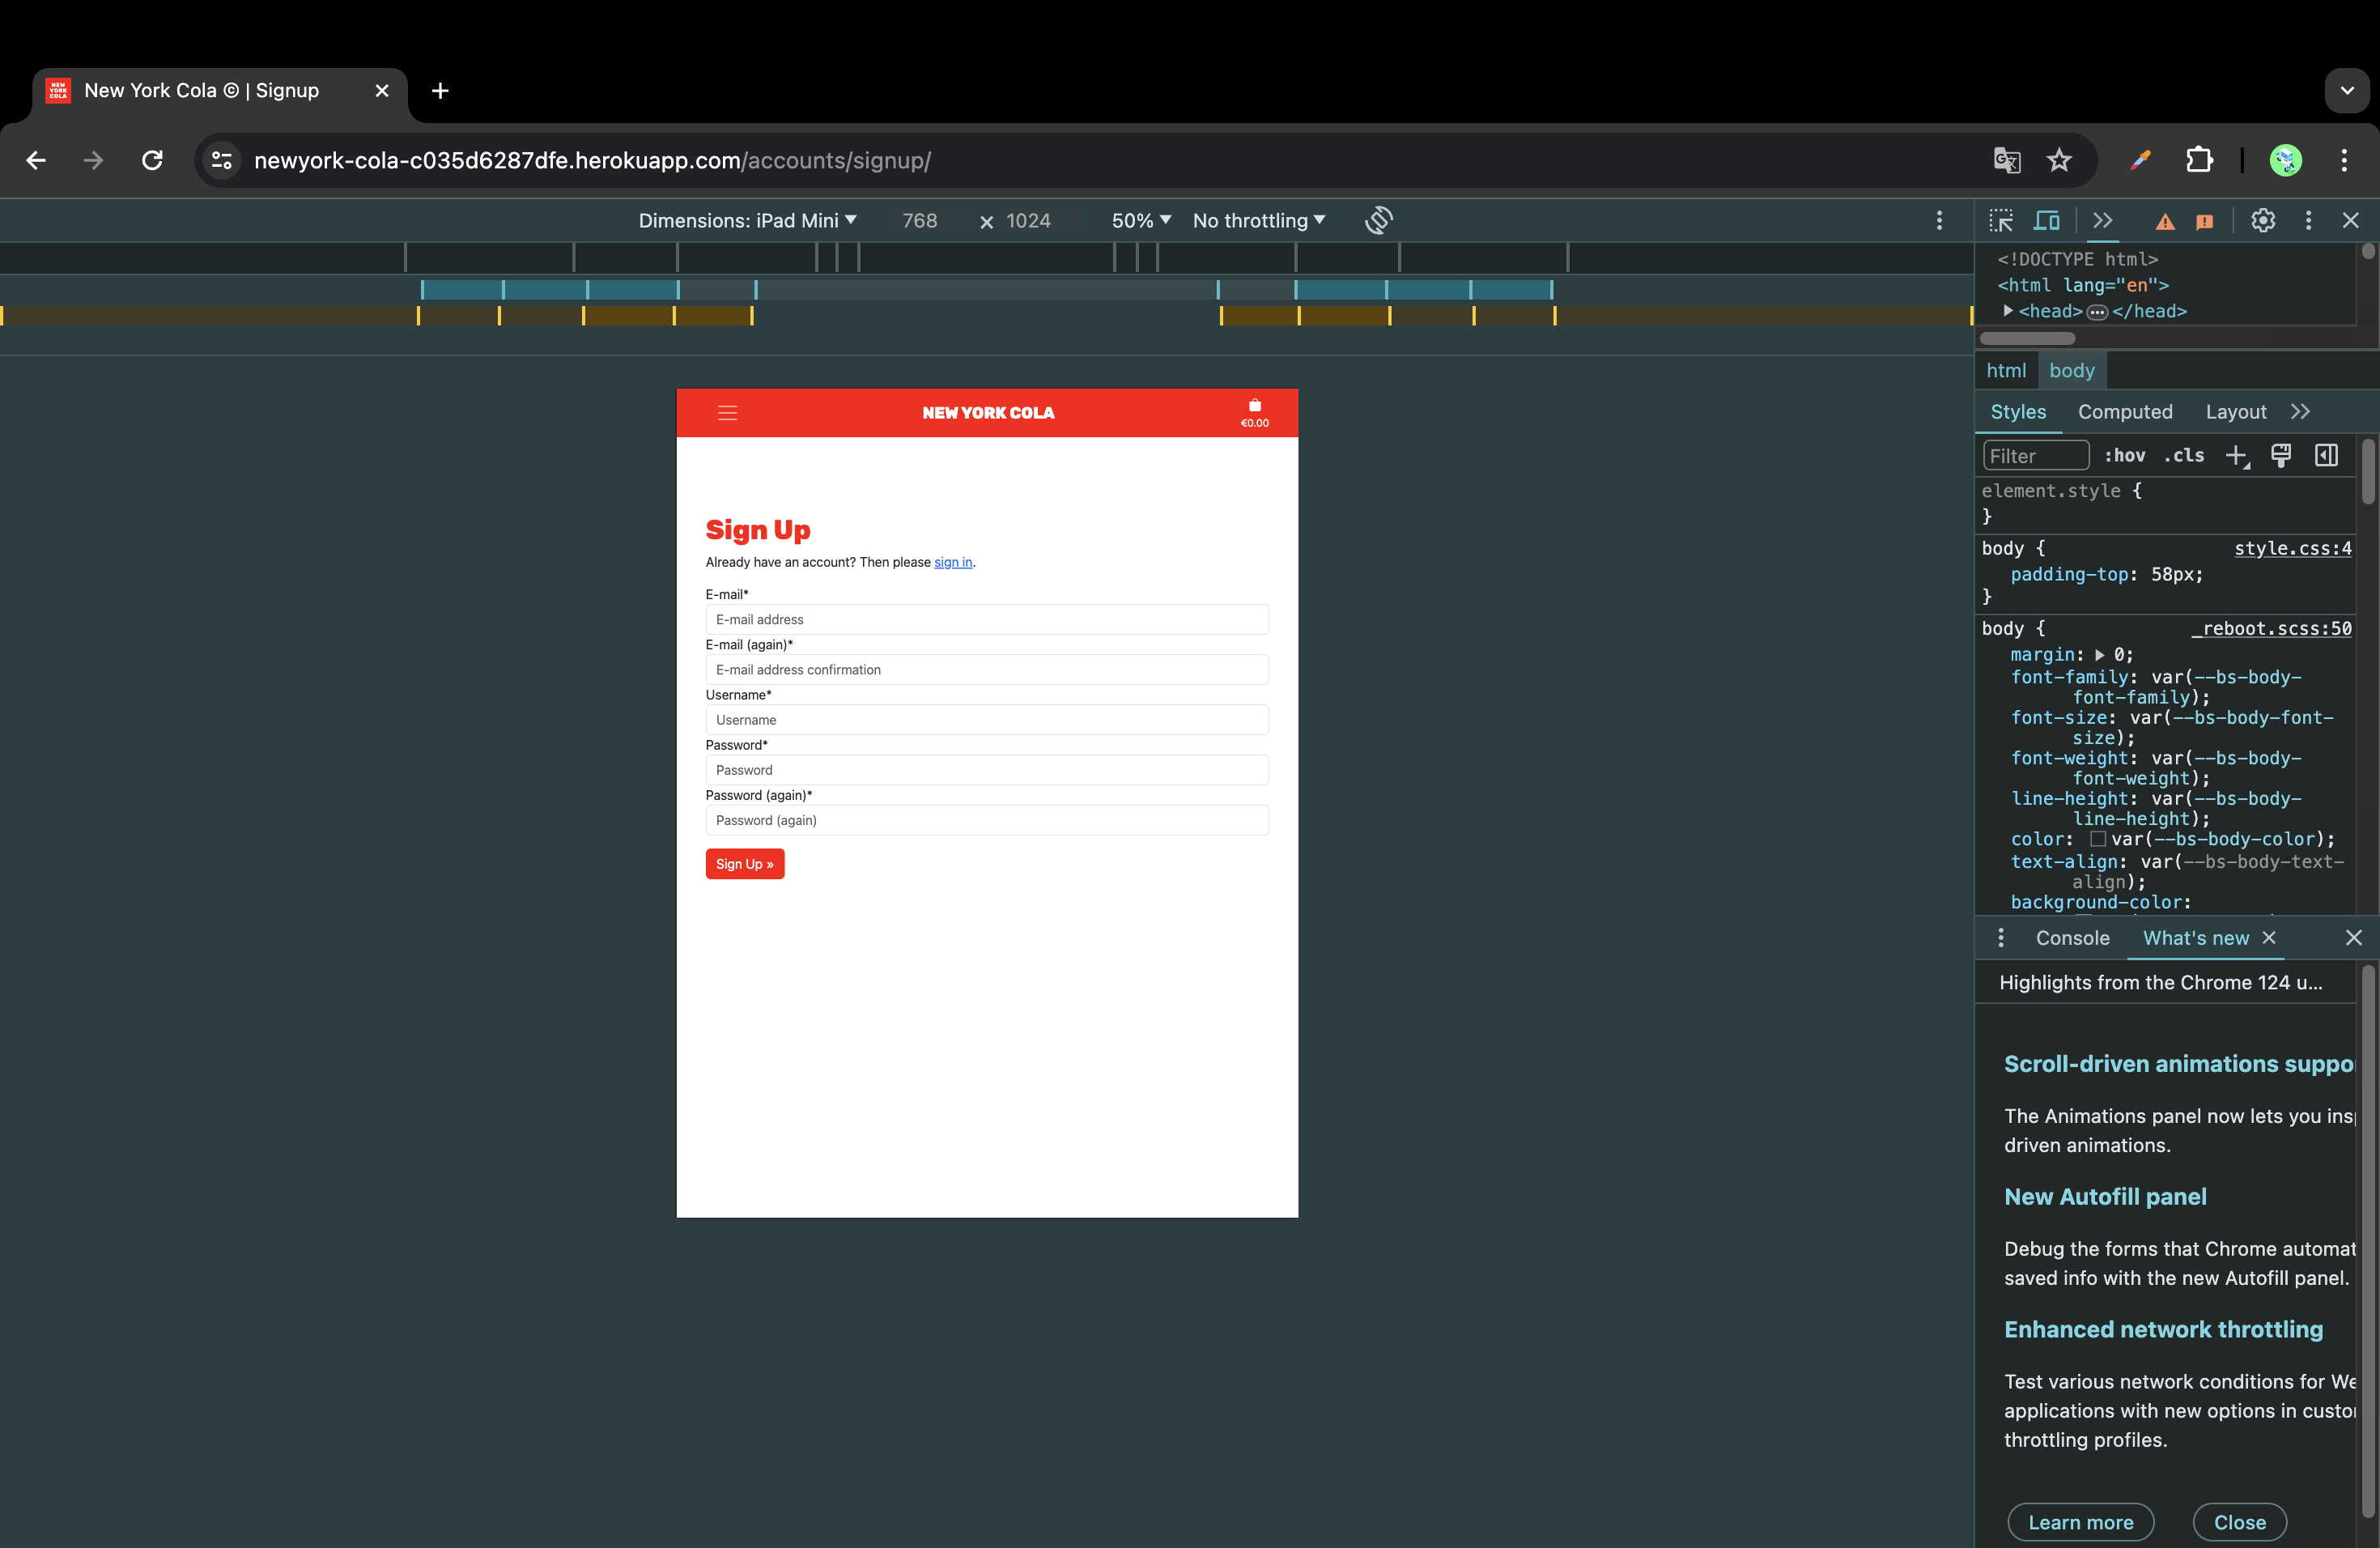 NEW YORK COLA
New York Cola © | Signup
newyork-cola-c035d6287dfe.herokuapp.com/accounts/signup/
Dimensions: iPad Mini 768 × 1024 50% No throttling
<!DOCTYPE html>
<html lang="en">
<head> … </head>
html body
Styles Computed Layout
Filter :hov .cls
element.style {
}
body { style.css:4
padding-top: 58px;
}
body { _reboot.scss:50
margin: 0;
font-family: var(--bs-body-
font-family);
font-size: var(--bs-body-font-
size);
font-weight: var(--bs-body-
font-weight);
line-height: var(--bs-body-
line-height);
color: var(--bs-body-color);
text-align: var(--bs-body-text-
align);
background-color:
NEW YORK COLA
€0.00
Sign Up
Already have an account? Then please sign in.
E-mail*
E-mail address
E-mail (again)*
E-mail address confirmation
Username*
Username
Password*
Password
Password (again)*
Password (again)
Sign Up »
Console What's new
Highlights from the Chrome 124 u...
Scroll-driven animations suppo
The Animations panel now lets you insp
driven animations.
New Autofill panel
Debug the forms that Chrome automat
saved info with the new Autofill panel.
Enhanced network throttling
Test various network conditions for We
applications with new options in custo
throttling profiles.
Learn more Close